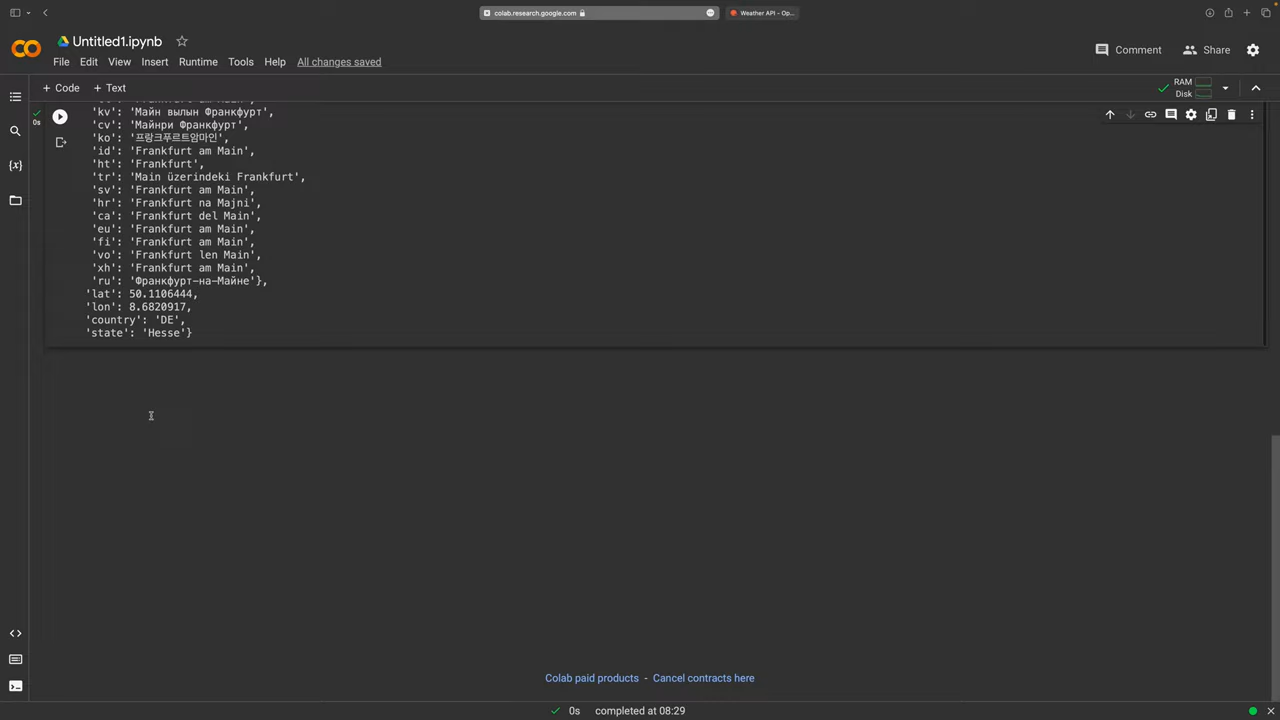 colab.research.google.com
Weather API - Op...
Untitled1.ipynb
File Edit View Insert Runtime Tools Help All changes saved
Comment
Share
+ Code + Text
RAM
Disk
0s
'kv': 'Майн вылын Франкфурт',
'cv': 'Майнри Франкфурт',
'ko': '프랑크푸르트암마인',
'id': 'Frankfurt am Main',
'ht': 'Frankfurt',
'tr': 'Main üzerindeki Frankfurt',
'sv': 'Frankfurt am Main',
'hr': 'Frankfurt na Majni',
'ca': 'Frankfurt del Main',
'eu': 'Frankfurt am Main',
'fi': 'Frankfurt am Main',
'vo': 'Frankfurt len Main',
'xh': 'Frankfurt am Main',
'ru': 'Франкфурт-на-Майне'},
'lat': 50.1106444,
'lon': 8.6820917,
'country': 'DE',
'state': 'Hesse'}
Colab paid products - Cancel contracts here
0s completed at 08:29